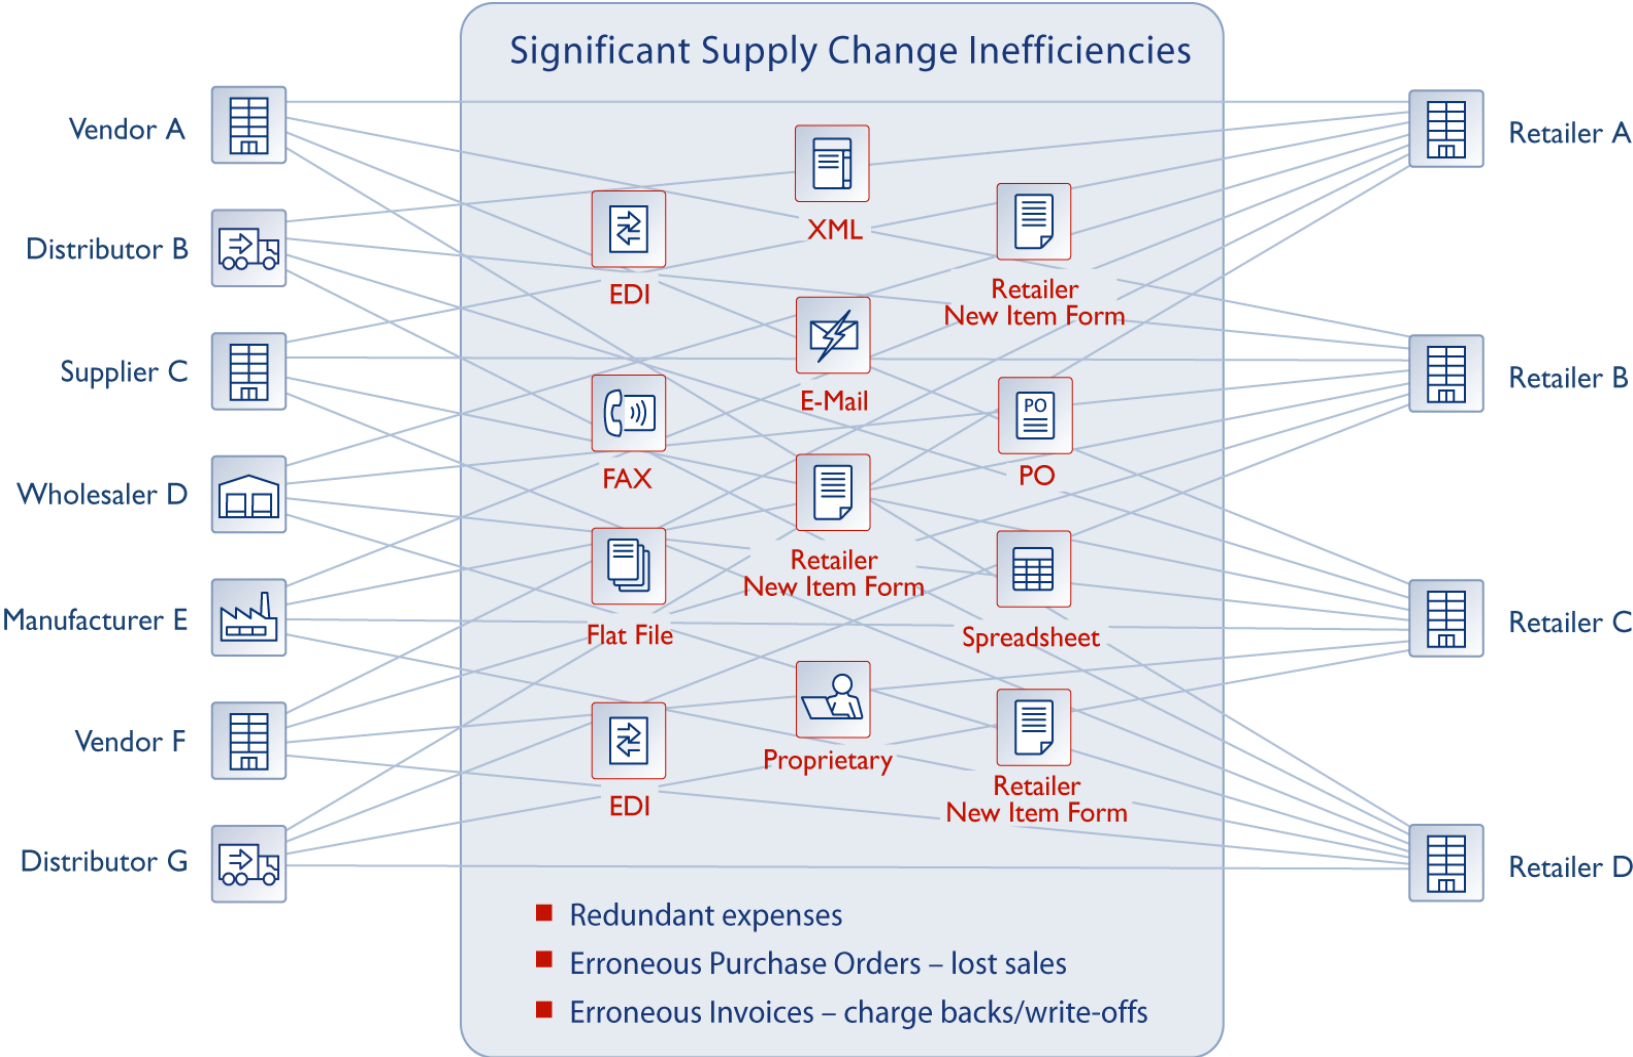 Significant Supply Change Inefficiencies
Vendor A
Distributor B
Supplier C
Wholesaler D
Manufacturer E
Vendor F
Distributor G
EDI
FAX
Flat File
EDI
XML
E-Mail
Retailer
New Item Form
Proprietary
Retailer
New Item Form
PO
PO
Spreadsheet
Retailer
New Item Form
Retailer A
Retailer B
Retailer C
Retailer D
Redundant expenses
Erroneous Purchase Orders – lost sales
Erroneous Invoices – charge backs/write-offs